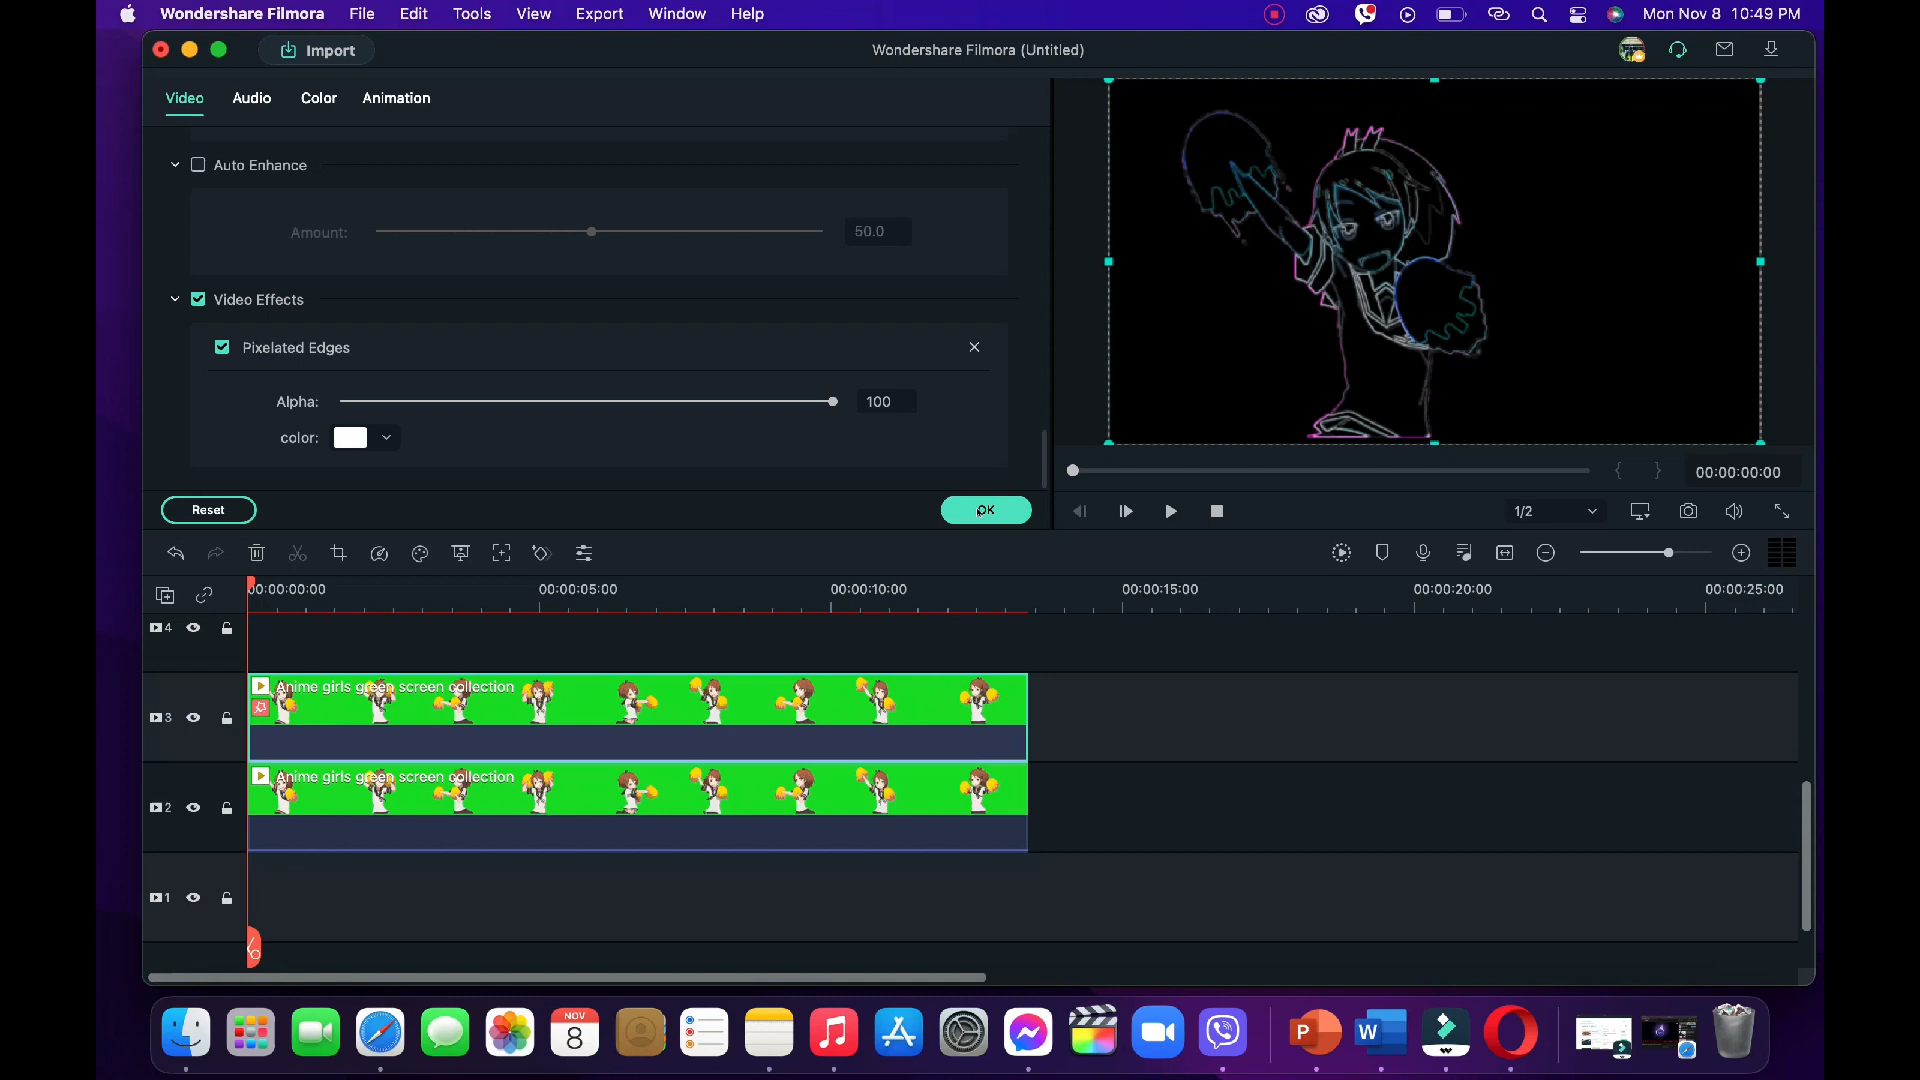 Wondershare Filmora File Edit Tools View Export Window Help Mon Nov 8 10:49 PM
Import Wondershare Filmora (Untitled)
Video Audio Color Animation
Auto Enhance
Amount: 50.0
Video Effects
Pixelated Edges
Alpha: 100
color:
00:00:00:00
Reset OK
1/2
00:00:00:00 00:00:05:00 00:00:10:00 00:00:15:00 00:00:20:00 00:00:25:00
4
Anime girls green screen collection
3
Anime girls green screen collection
2
1
NOV
8
P W